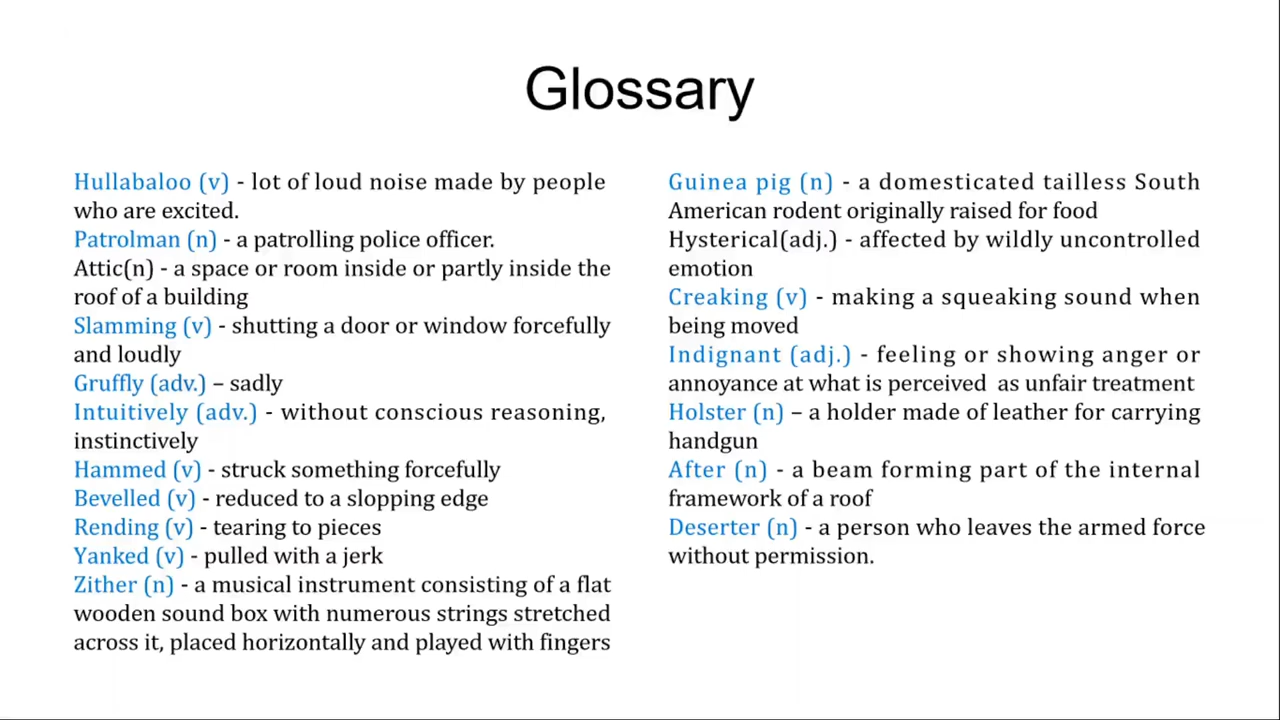 Glossary
Hullabaloo (v) - lot of loud noise made by people
who are excited.
Patrolman (n) - a patrolling police officer.
Attic(n) - a space or room inside or partly inside the
roof of a building
Slamming (v) - shutting a door or window forcefully
and loudly
Gruffly (adv.) – sadly
Intuitively (adv.) - without conscious reasoning,
instinctively
Hammed (v) - struck something forcefully
Bevelled (v) - reduced to a slopping edge
Rending (v) - tearing to pieces
Yanked (v) - pulled with a jerk
Zither (n) - a musical instrument consisting of a flat
wooden sound box with numerous strings stretched
across it, placed horizontally and played with fingers
Guinea pig (n) - a domesticated tailless South
American rodent originally raised for food
Hysterical(adj.) - affected by wildly uncontrolled
emotion
Creaking (v) - making a squeaking sound when
being moved
Indignant (adj.) - feeling or showing anger or
annoyance at what is perceived as unfair treatment
Holster (n) – a holder made of leather for carrying
handgun
After (n) - a beam forming part of the internal
framework of a roof
Deserter (n) - a person who leaves the armed force
without permission.